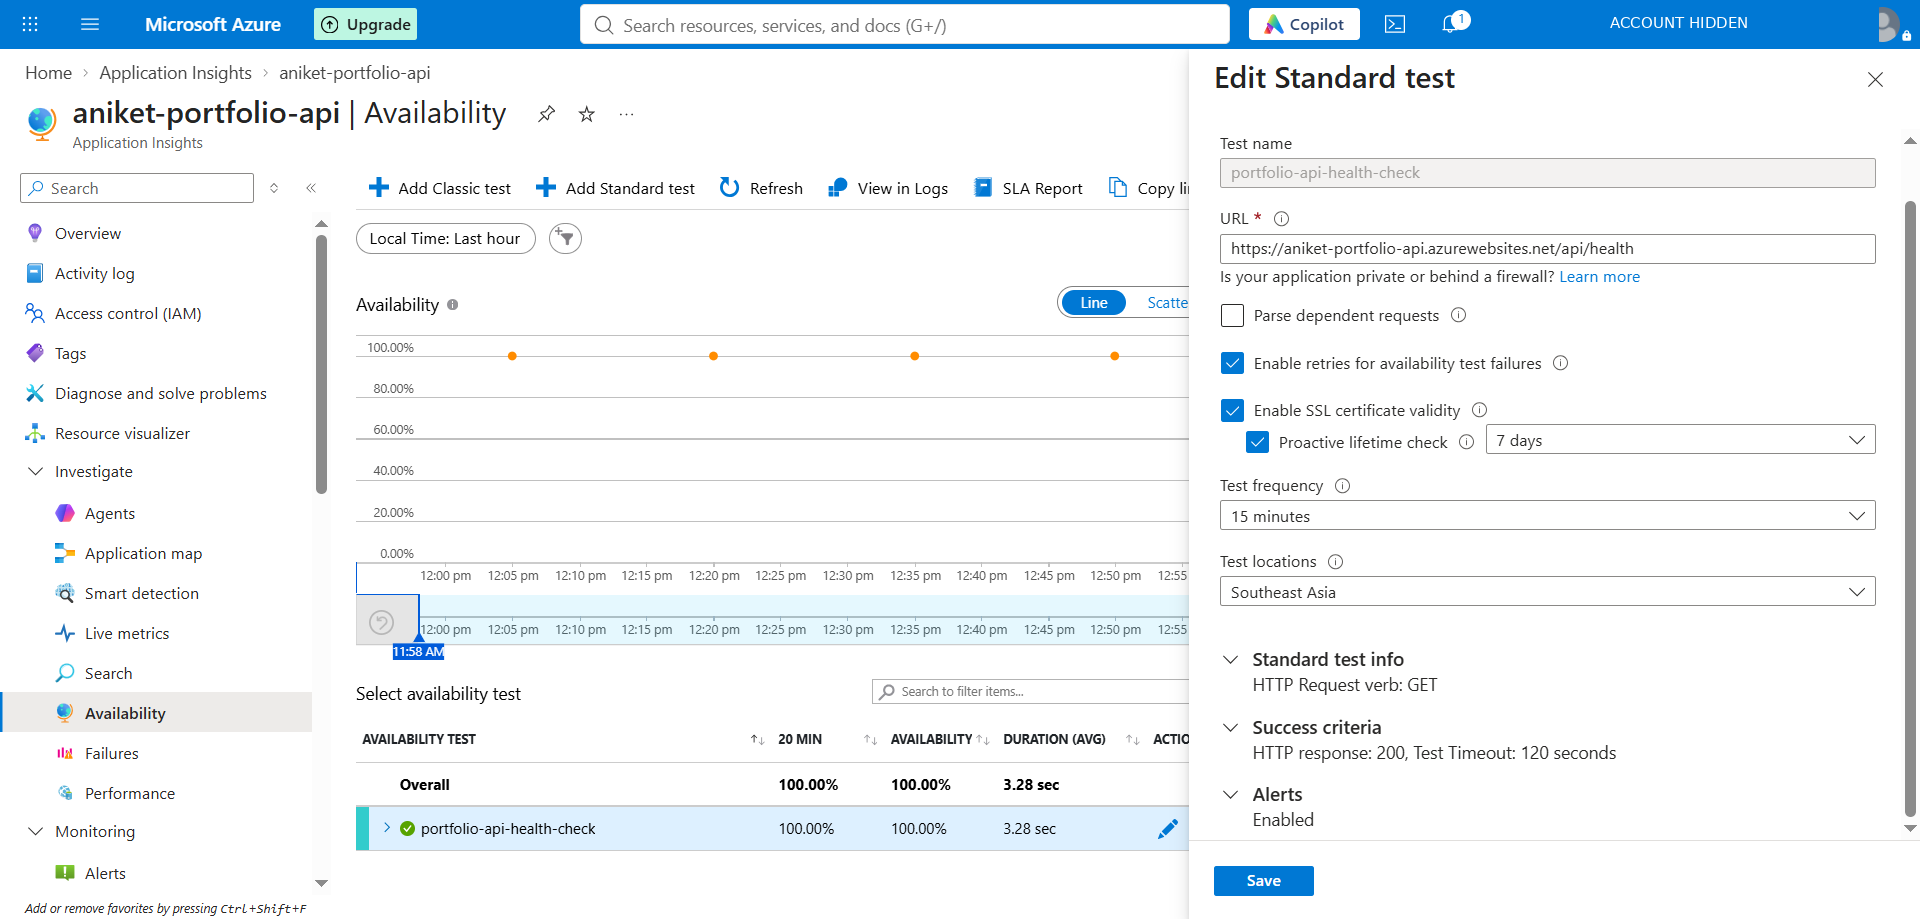 Microsoft Azure
Upgrade
Search resources, services, and docs (G+/)
Copilot
1
ACCOUNT HIDDEN
Home > Application Insights > aniket-portfolio-api
aniket-portfolio-api | Availability
Application Insights
Search
Overview
Activity log
Access control (IAM)
Tags
Diagnose and solve problems
Resource visualizer
Investigate
Agents
Application map
Smart detection
Live metrics
Search
Availability
Failures
Performance
Monitoring
Alerts
Add or remove favorites by pressing Ctrl+Shift+F
Add Classic test
Add Standard test
Refresh
View in Logs
SLA Report
Copy li
Local Time: Last hour
Availability
Line
Scatte
100.00%
80.00%
60.00%
40.00%
20.00%
0.00%
12:00 pm 12:05 pm 12:10 pm 12:15 pm 12:20 pm 12:25 pm 12:30 pm 12:35 pm 12:40 pm 12:45 pm 12:50 pm 12:55
12:00 pm 12:05 pm 12:10 pm 12:15 pm 12:20 pm 12:25 pm 12:30 pm 12:35 pm 12:40 pm 12:45 pm 12:50 pm 12:55
11:58 AM
Select availability test
Search to filter items...
AVAILABILITY TEST 20 MIN AVAILABILITY DURATION (AVG) ACTIO
Overall 100.00% 100.00% 3.28 sec
portfolio-api-health-check 100.00% 100.00% 3.28 sec
Edit Standard test
Test name
portfolio-api-health-check
URL *
https://aniket-portfolio-api.azurewebsites.net/api/health
Is your application private or behind a firewall? Learn more
Parse dependent requests
Enable retries for availability test failures
Enable SSL certificate validity
Proactive lifetime check
7 days
Test frequency
15 minutes
Test locations
Southeast Asia
Standard test info
HTTP Request verb: GET
Success criteria
HTTP response: 200, Test Timeout: 120 seconds
Alerts
Enabled
Save